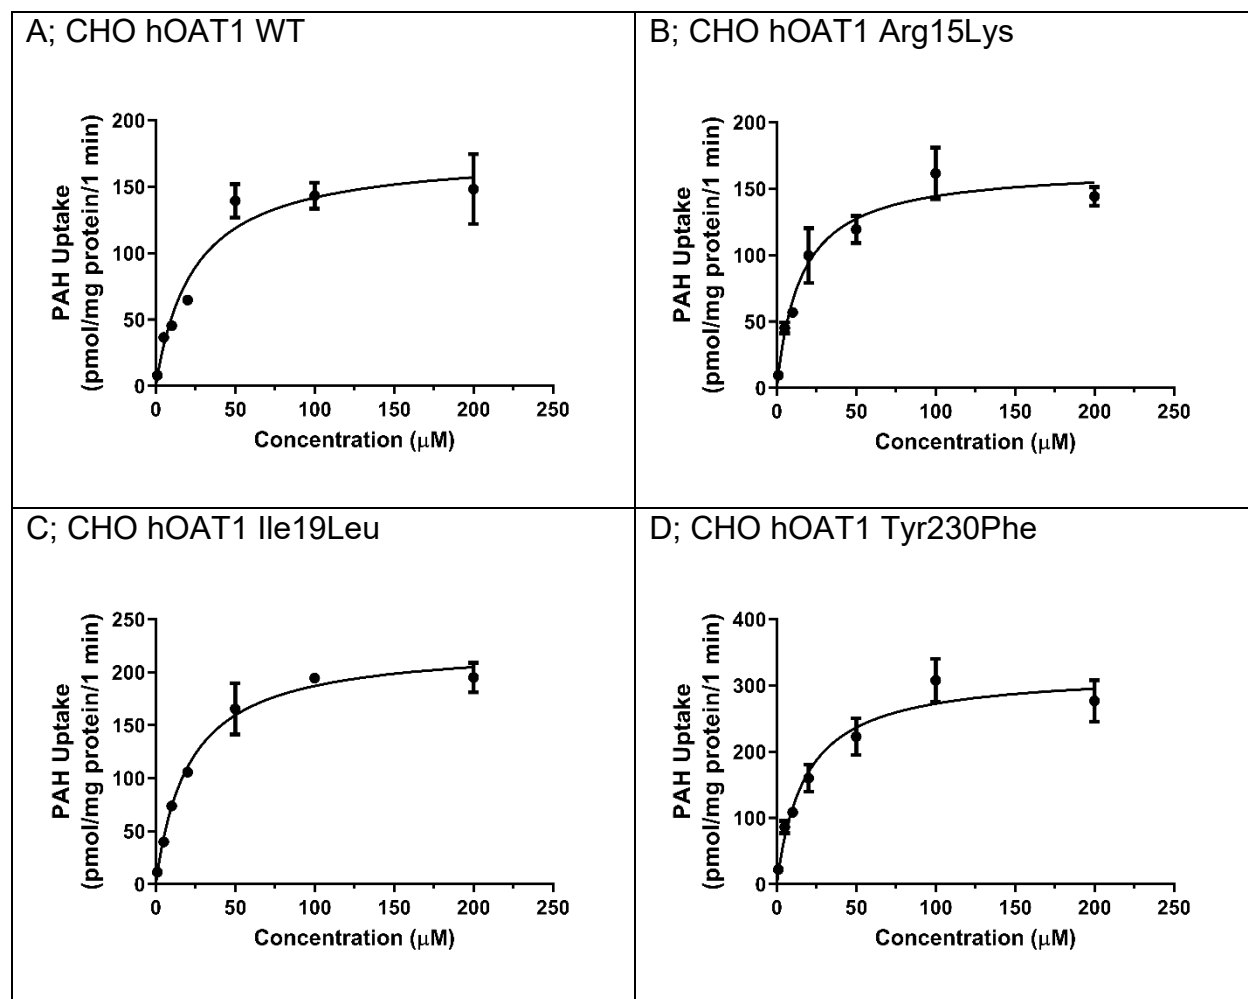 A; CHO hOAT1 WT
PAH Uptake
(pmol/mg protein/1 min)
200
150
100
50
0
0 50 100 150 200 250
Concentration (μM)
B; CHO hOAT1 Arg15Lys
PAH Uptake
(pmol/mg protein/1 min)
200
150
100
50
0
0 50 100 150 200 250
Concentration (μM)
C; CHO hOAT1 Ile19Leu
PAH Uptake
(pmol/mg protein/1 min)
250
200
150
100
50
0
0 50 100 150 200 250
Concentration (μM)
D; CHO hOAT1 Tyr230Phe
PAH Uptake
(pmol/mg protein/1 min)
400
300
200
100
0
0 50 100 150 200 250
Concentration (μM)